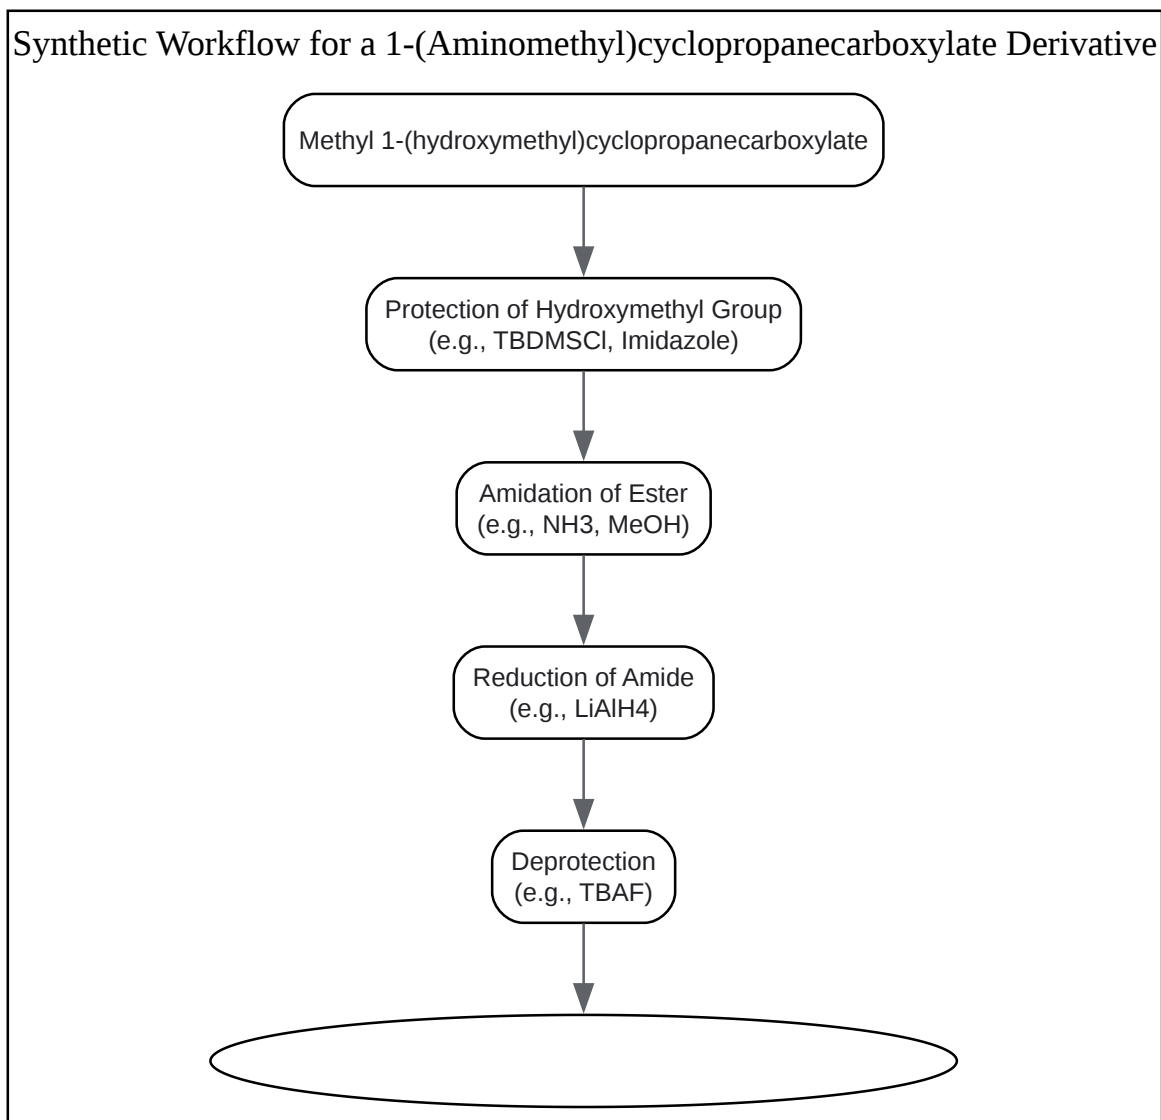 Synthetic Workflow for a 1-(Aminomethyl)cyclopropanecarboxylate Derivative
Methyl 1-(hydroxymethyl)cyclopropanecarboxylate
Protection of Hydroxymethyl Group
(e.g., TBDMSCl, Imidazole)
Amidation of Ester
(e.g., NH3, MeOH)
Reduction of Amide
(e.g., LiAlH4)
Deprotection
(e.g., TBAF)